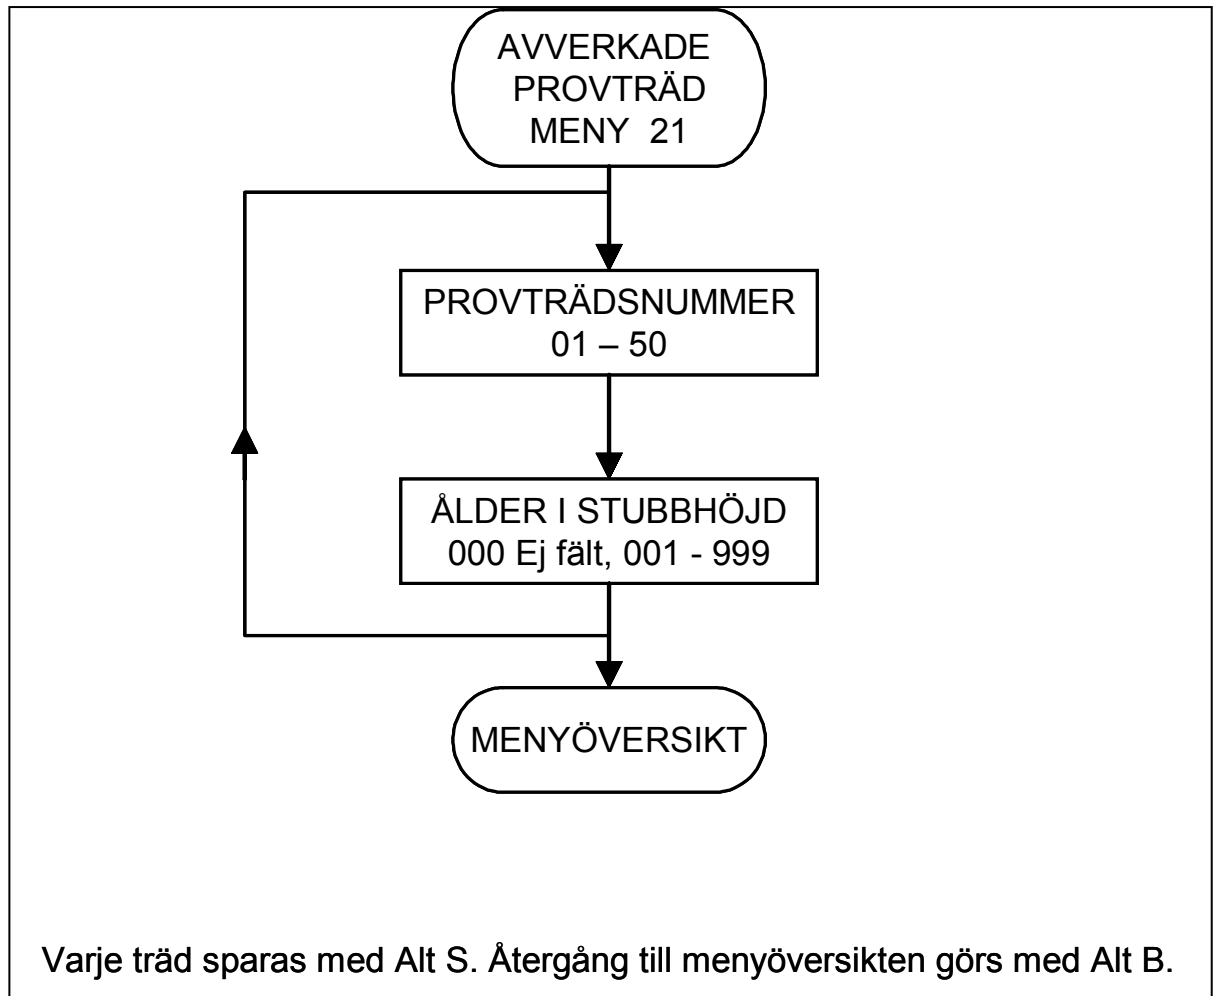 AVVERKADE
PROVTRÄD
MENY 21
PROVTRÄDSNUMMER
01 – 50
ÅLDER I STUBBHÖJD
000 Ej fält, 001 - 999
MENYÖVERSIKT
Varje träd sparas med Alt S. Återgång till menyöversikten görs med Alt B.